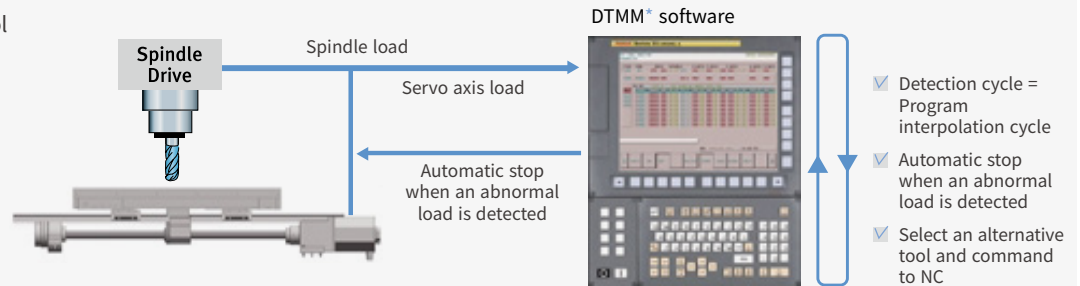 ol
DTMM* software
Spindle
Drive
Spindle load
Servo axis load
Automatic stop
when an abnormal
load is detected
Detection cycle =
Program
interpolation cycle
Automatic stop
when an abnormal
load is detected
Select an alternative
tool and command
to NC